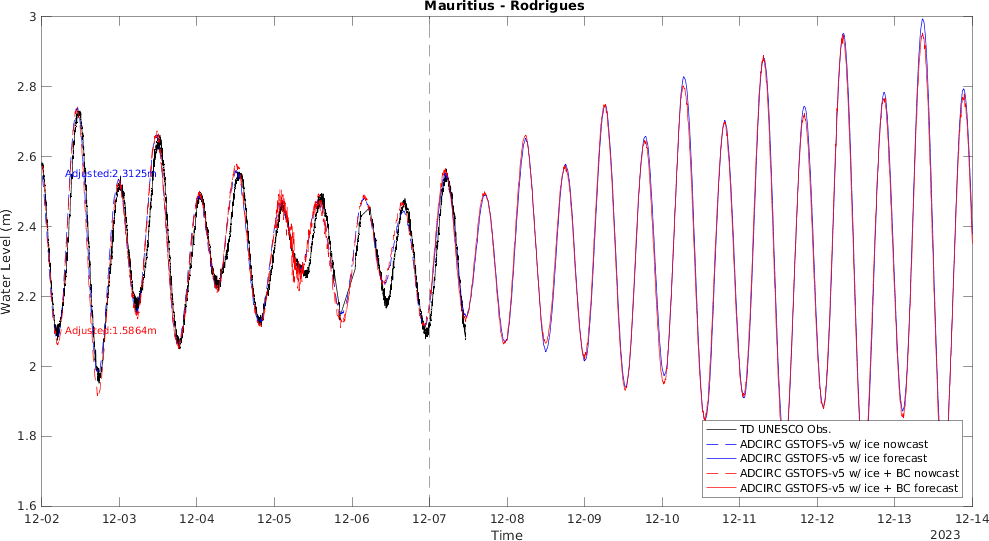 Mauritius - Rodrigues
3
2.8
2.6
2.4
2.2
2
1.8
1.6
Water Level (m)
Adjusted:2.3125m
Adjusted:1.5864m
TD UNESCO Obs.
ADCIRC GSTOFS-v5 w/ ice nowcast
ADCIRC GSTOFS-v5 w/ ice forecast
ADCIRC GSTOFS-v5 w/ ice + BC nowcast
ADCIRC GSTOFS-v5 w/ ice + BC forecast
12-02 12-03 12-04 12-05 12-06 12-07 12-08 12-09 12-10 12-11 12-12 12-13 12-14
Time
2023